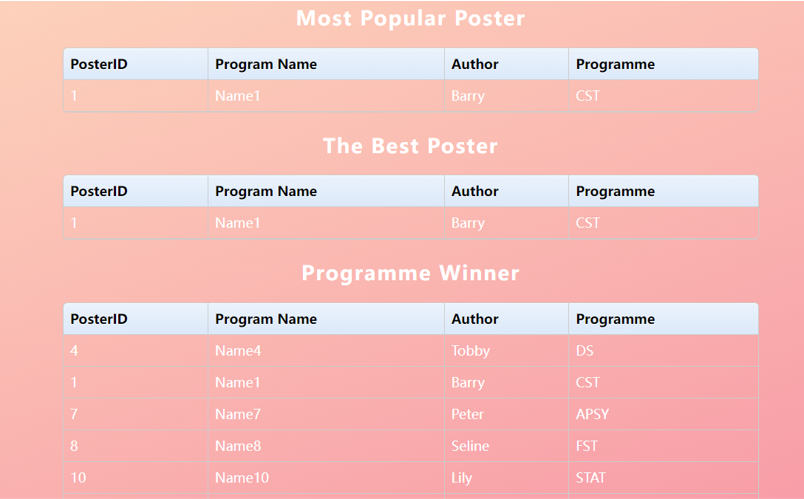 Most Popular Poster
PosterID Program Name Author Programme
1 Name1 Barry CST
The Best Poster
PosterID Program Name Author Programme
1 Name1 Barry CST
Programme Winner
PosterID Program Name Author Programme
4 Name4 Tobby DS
1 Name1 Barry CST
7 Name7 Peter APSY
8 Name8 Seline FST
10 Name10 Lily STAT